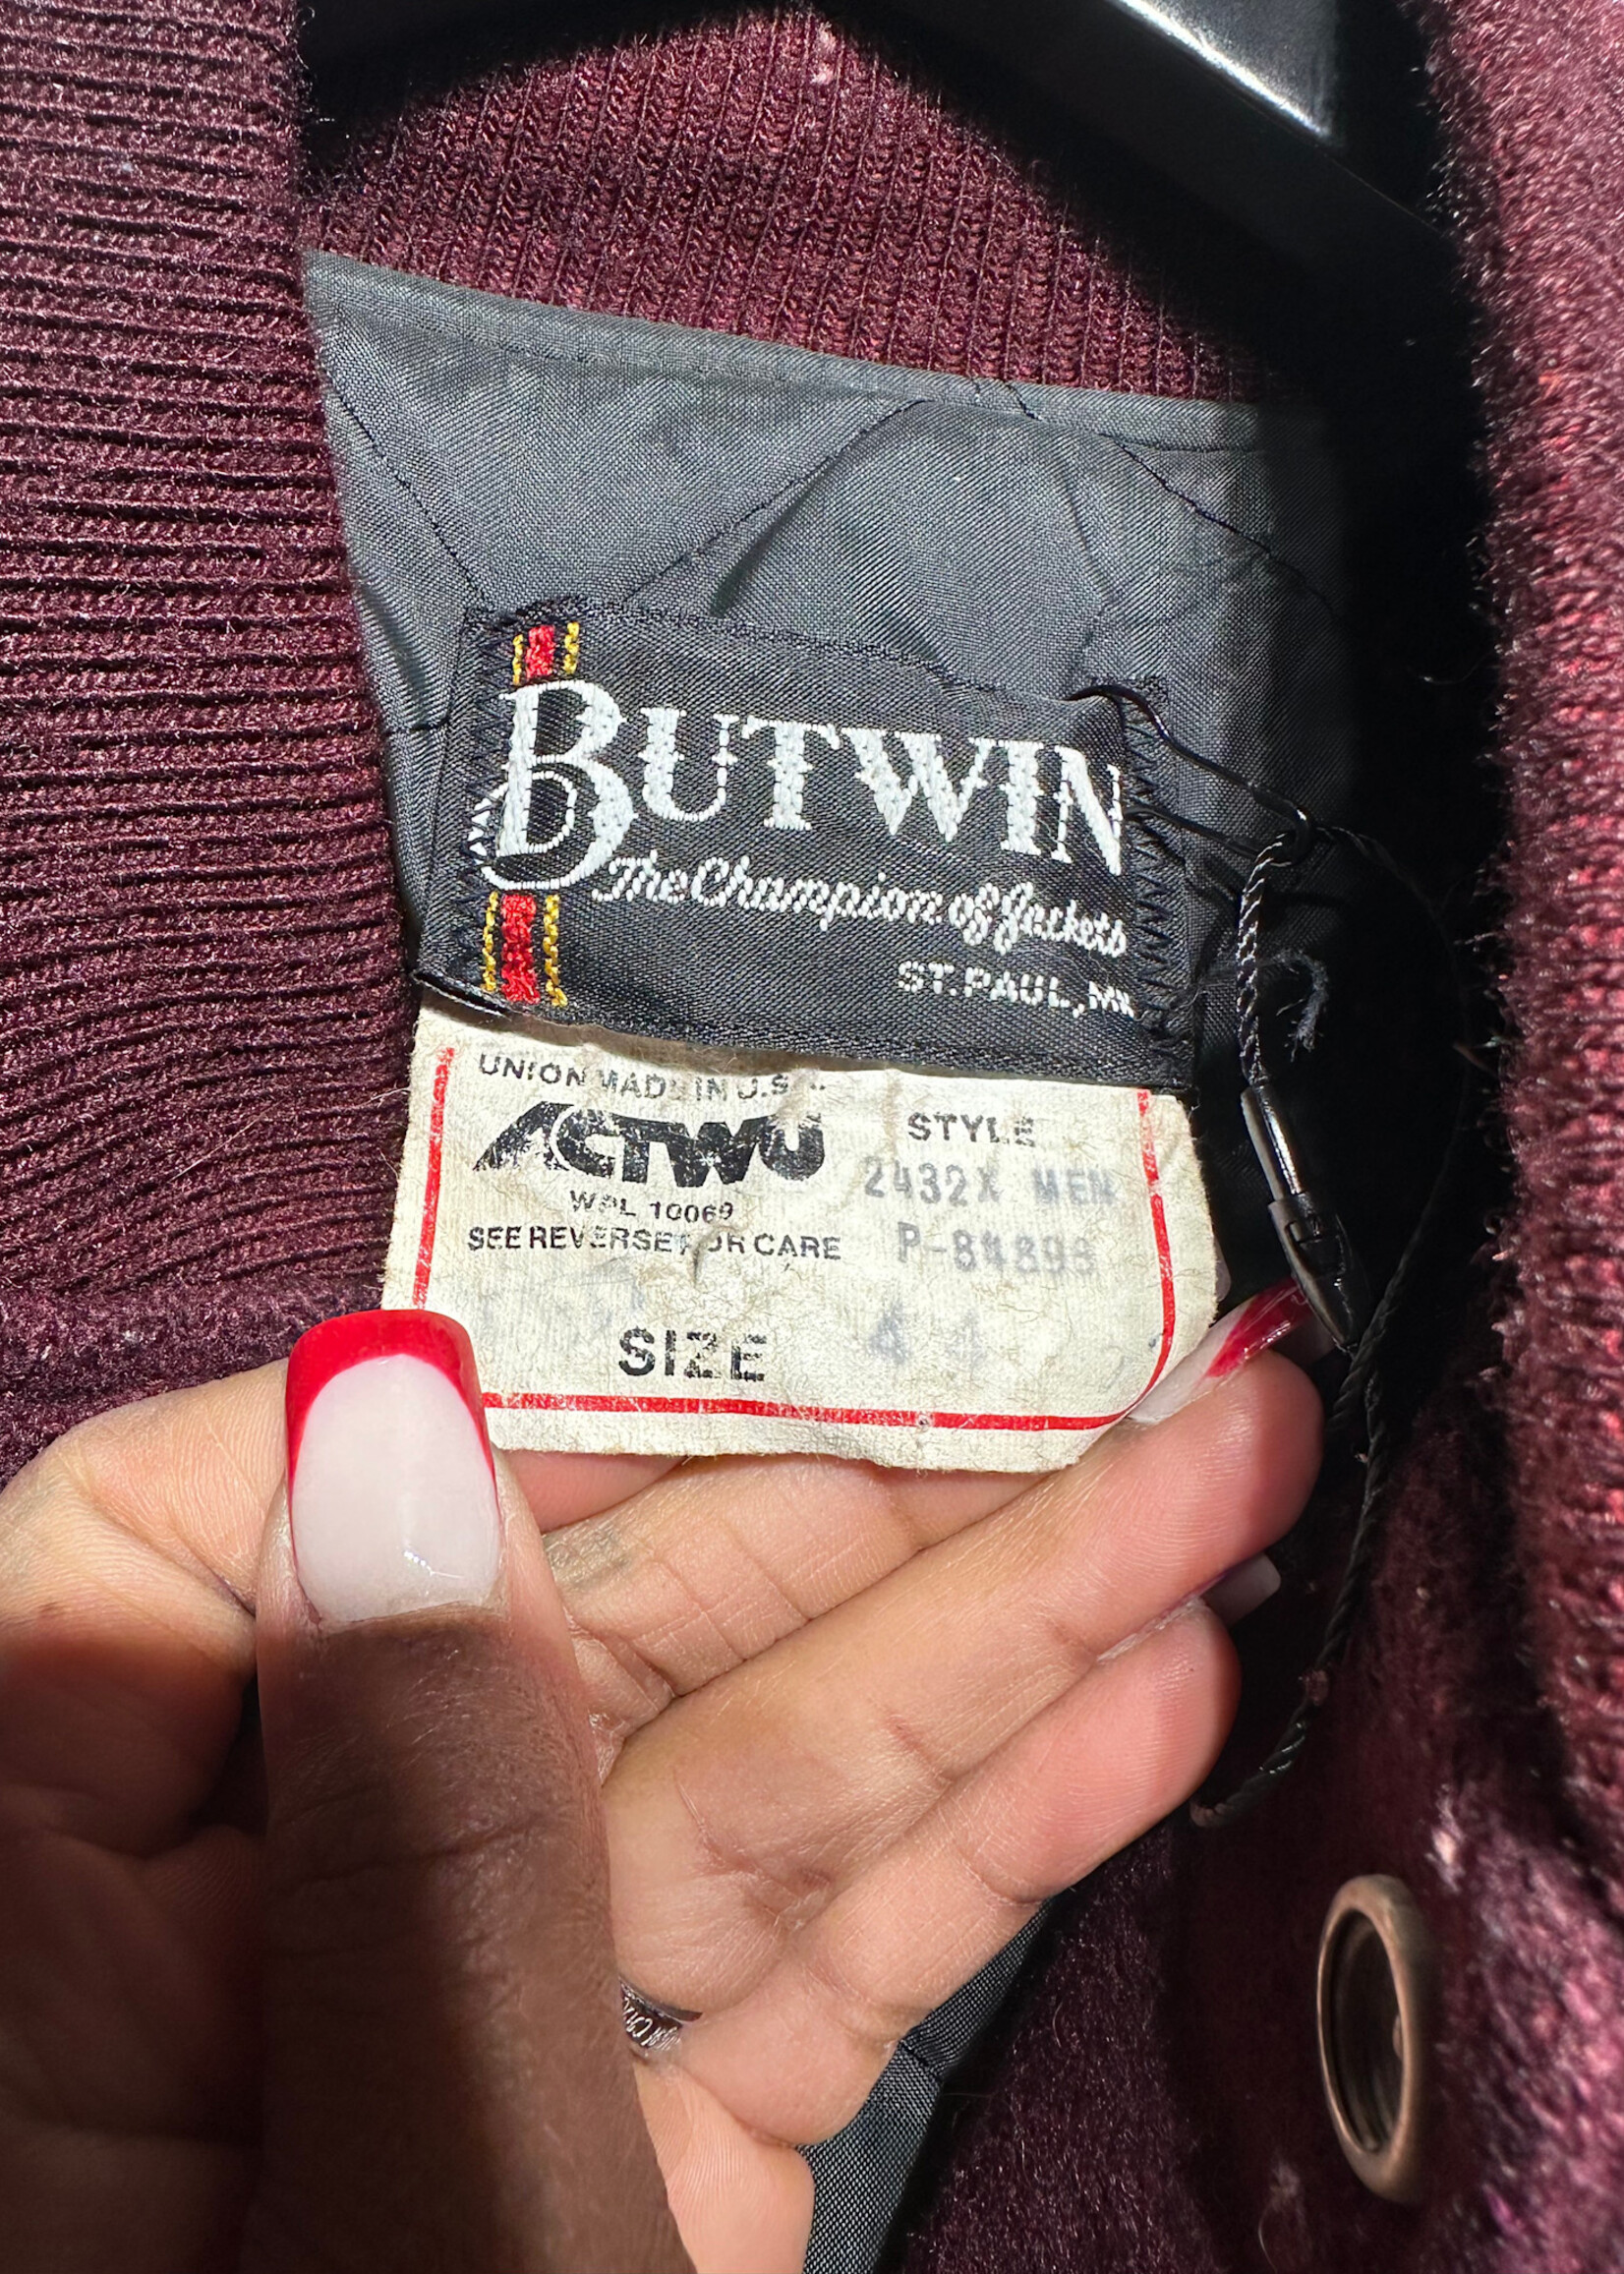 BUTWIN
The Champion of Jackets
ST. PAUL, MN.
UNION MADE IN U.S.A.
ACTWU
WPL 10069
SEE REVERSE FOR CARE
STYLE
2432X MEN
P-84898
SIZE 44